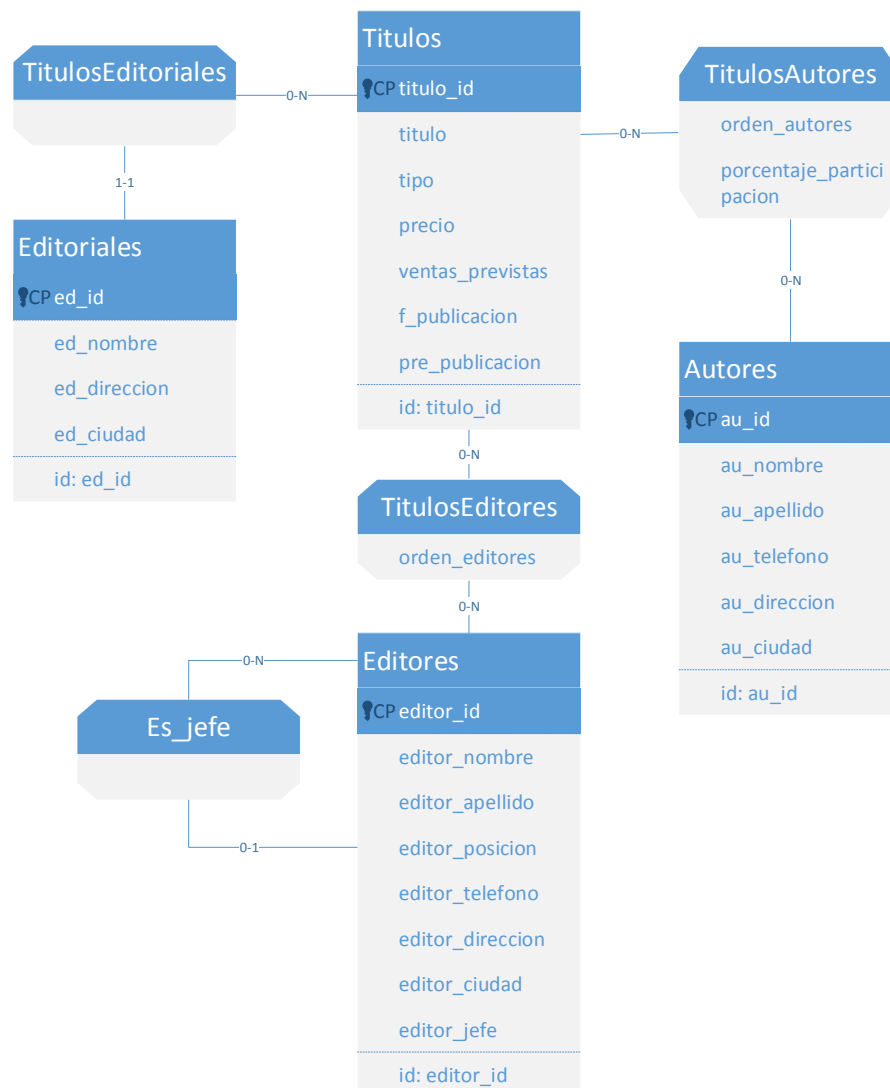 TitulosEditoriales
0-N
1-1
Editoriales
CP ed_id
ed_nombre
ed_direccion
ed_ciudad
id: ed_id
Titulos
CP titulo_id
titulo
tipo
precio
ventas_previstas
f_publicacion
pre_publicacion
id: titulo_id
0-N
TitulosAutores
orden_autores
porcentaje_partici
pacion
0-N
Autores
CP au_id
au_nombre
au_apellido
au_telefono
au_direccion
au_ciudad
id: au_id
0-N
TitulosEditores
orden_editores
0-N
Editores
CP editor_id
editor_nombre
editor_apellido
editor_posicion
editor_telefono
editor_direccion
editor_ciudad
editor_jefe
id: editor_id
0-N
Es_jefe
0-1